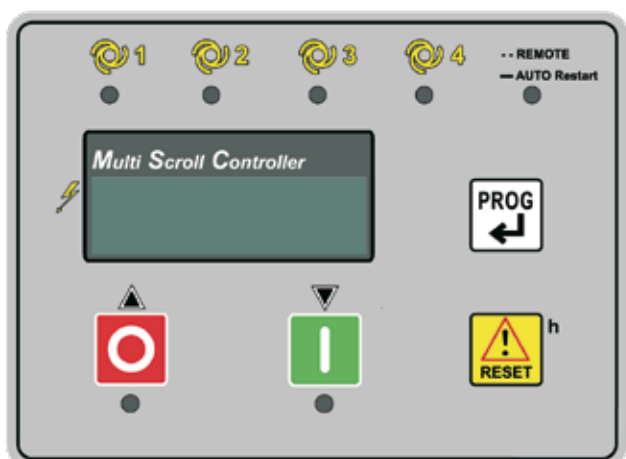 1 2 3 4
-- REMOTE
— AUTO Restart
Multi Scroll Controller
PROG
h
RESET